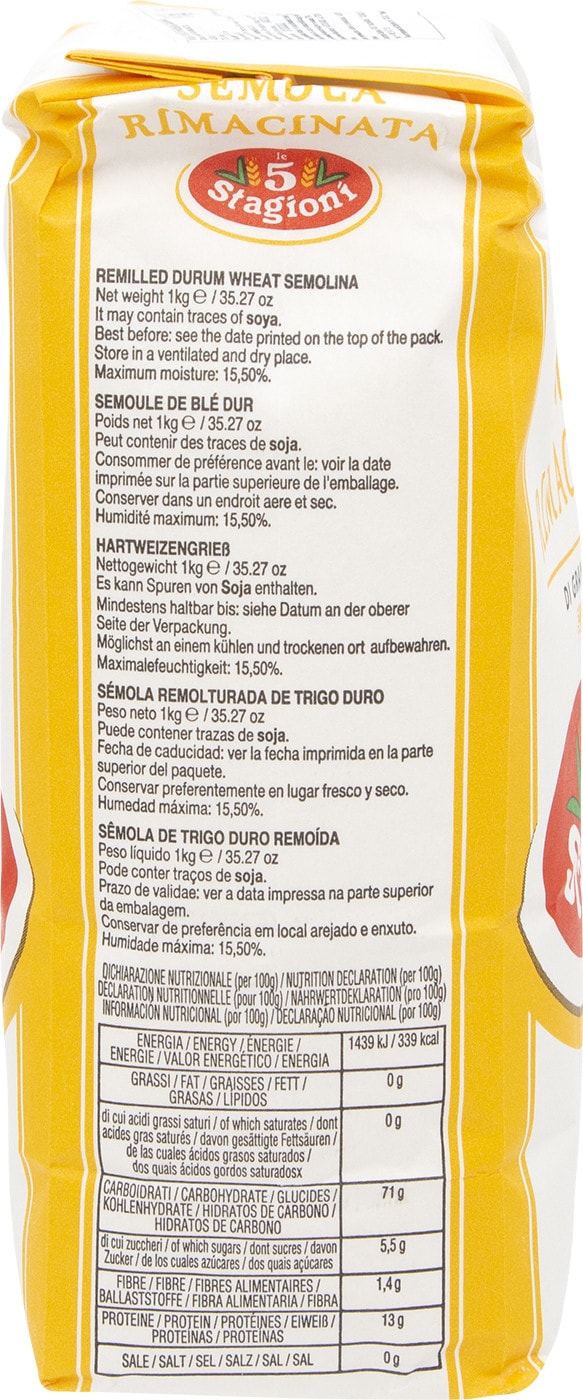 SEMOLA
RIMACINATA
le
5
Stagioni
REMILLED DURUM WHEAT SEMOLINA
Net weight 1kg ℮ / 35.27 oz
It may contain traces of soya.
Best before: see the date printed on the top of the pack.
Store in a ventilated and dry place.
Maximum moisture: 15,50%.
SEMOULE DE BLÉ DUR
Poids net 1kg ℮ / 35.27 oz
Peut contenir des traces de soja.
Consommer de préférence avant le: voir la date
imprimée sur la partie superieure de l'emballage.
Conserver dans un endroit aere et sec.
Humidité maximum: 15,50%.
HARTWEIZENGRIEß
Nettogewicht 1kg ℮ / 35.27 oz
Es kann Spuren von Soja enthalten.
Mindestens haltbar bis: siehe Datum an der oberer
Seite der Verpackung.
Möglichst an einem kühlen und trockenen ort aufbewahren.
Maximalefeuchtigkeit: 15,50%.
SÉMOLA REMOLTURADA DE TRIGO DURO
Peso neto 1kg ℮ / 35.27 oz
Puede contener trazas de soja.
Fecha de caducidad: ver la fecha imprimida en la parte
superior del paquete.
Conservar preferentemente en lugar fresco y seco.
Humedad máxima: 15,50%.
SÊMOLA DE TRIGO DURO REMOÍDA
Peso líquido 1kg ℮ / 35.27 oz
Pode conter traços de soja.
Prazo de validae: ver a data impressa na parte superior
da embalagem.
Conservar de preferência em local arejado e enxuto.
Humidade máxima: 15,50%.
DICHIARAZIONE NUTRIZIONALE (per 100g) / NUTRITION DECLARATION (per 100g)
DÉCLARATION NUTRITIONNELLE (pour 100g) / NÄHRWERTDEKLARATION (pro 100g)
INFORMACIÓN NUTRICIONAL (por 100g) / DECLARAÇÃO NUTRICIONAL (por 100g)
ENERGIA / ENERGY / ÉNERGIE / 1439 kJ / 339 kcal
ENERGIE / VALOR ENERGÉTICO / ENERGIA
GRASSI / FAT / GRAISSES / FETT / 0 g
GRASAS / LÍPIDOS
di cui acidi grassi saturi / of which saturates / dont 0 g
acides gras saturés / davon gesättigte Fettsäuren /
de las cuales ácidos grasos saturados /
dos quais ácidos gordos saturadosx
CARBOIDRATI / CARBOHYDRATE / GLUCIDES / 71 g
KOHLENHYDRATE / HIDRATOS DE CARBONO /
HIDRATOS DE CARBONO
di cui zuccheri / of which sugars / dont sucres / davon 5,5 g
Zucker / de los cuales azúcares / dos quais açúcares
FIBRE / FIBRE / FIBRES ALIMENTAIRES / 1,4 g
BALLASTSTOFFE / FIBRA ALIMENTARIA / FIBRA
PROTEINE / PROTEIN / PROTÉINES / EIWEIß / 13 g
PROTEÍNAS / PROTEÍNAS
SALE / SALT / SEL / SALZ / SAL / SAL 0 g